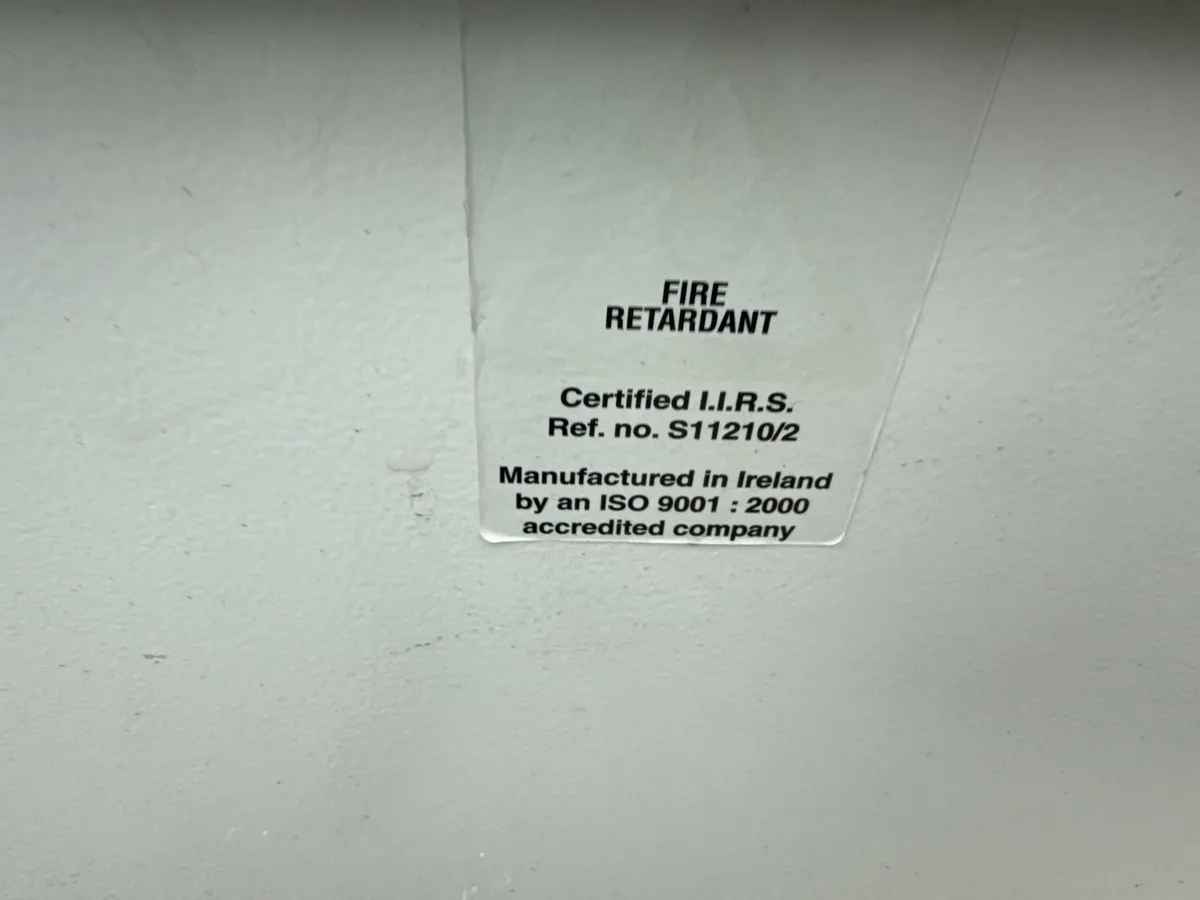 FIRE
RETARDANT
Certified I.I.R.S.
Ref. no. S11210/2
Manufactured in Ireland
by an ISO 9001 : 2000
accredited company